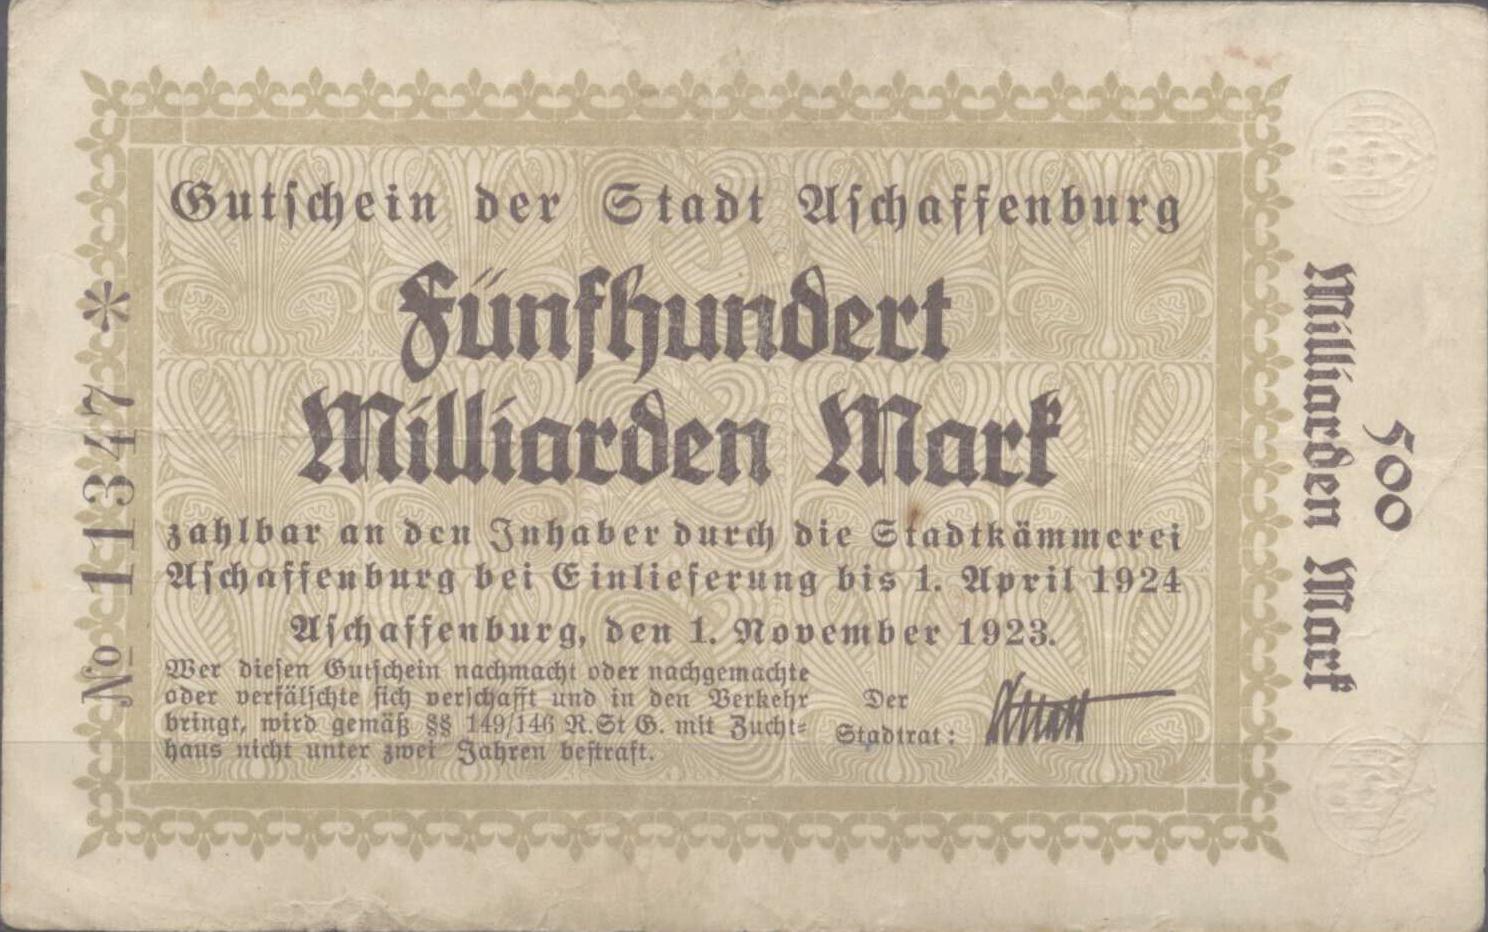 Gutschein der Stadt Aschaffenburg
Fünfhundert
Milliarden Mark
zahlbar an den Inhaber durch die Stadtkämmerei
Aschaffenburg bei Einlieferung bis 1. April 1924
Aschaffenburg, den 1. November 1923.
Wer diesen Gutschein nachmacht oder nachgemachte
oder verfälschte sich verschafft und in den Verkehr
bringt, wird gemäß §§ 149/146 R.St G. mit Zucht-
haus nicht unter zwei Jahren bestraft.
Der
Stadtrat:
No 11347 *
500
Milliarden Mark